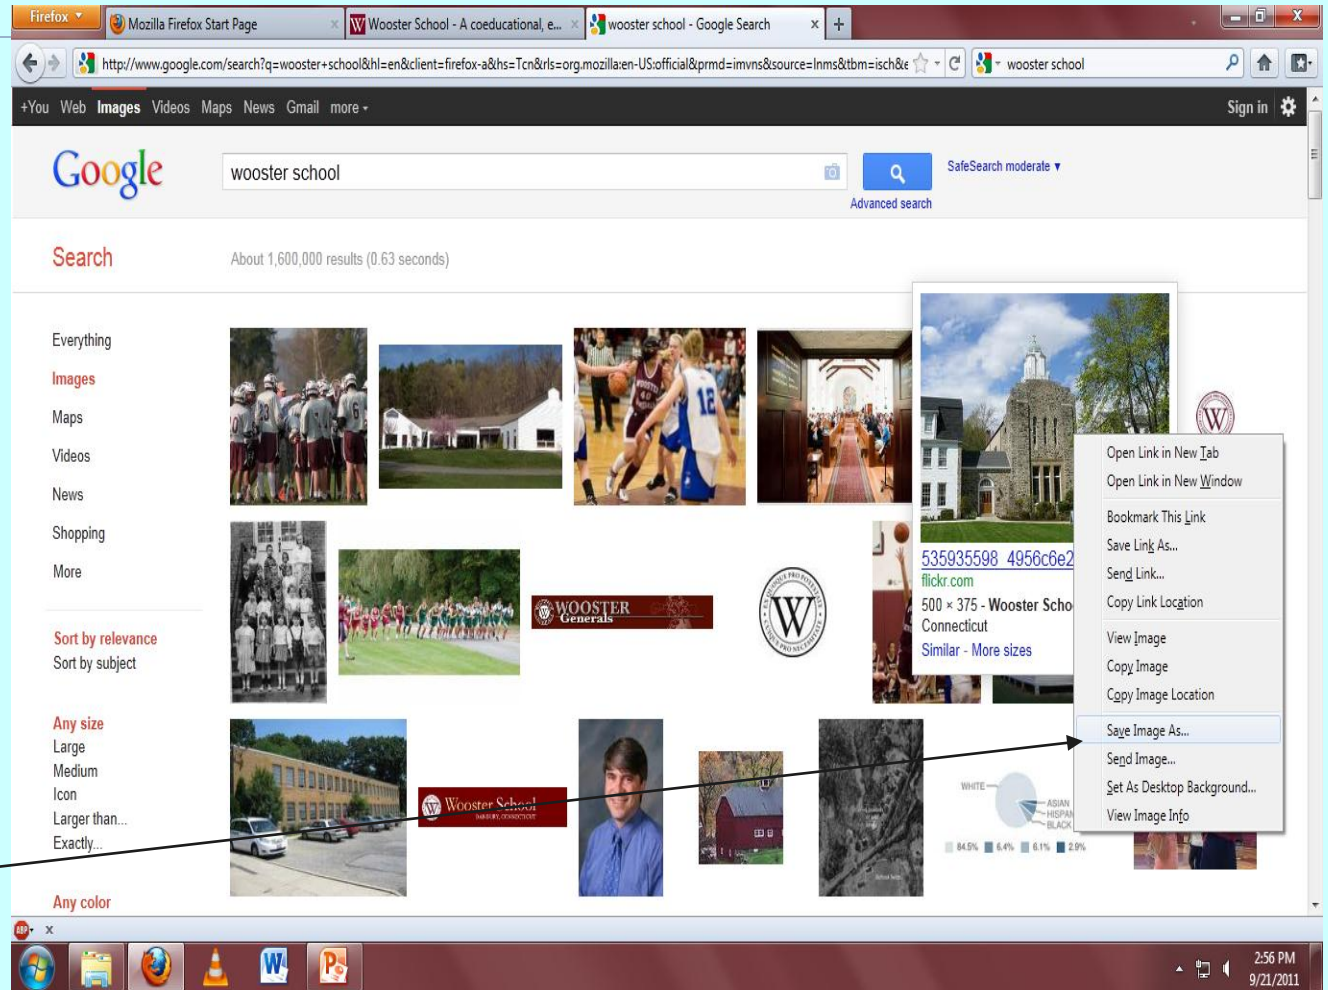 Firefox
Mozilla Firefox Start Page
Wooster School - A coeducational, e...
wooster school - Google Search
http://www.google.com/search?q=wooster+school&hl=en&client=firefox-a&hs=Tcn&rls=org.mozilla:en-US:official&prmd=imvns&source=lnms&tbm=isch&e
wooster school
+You Web Images Videos Maps News Gmail more
Sign in
Google
wooster school
SafeSearch moderate ▼
Advanced search
Search
About 1,600,000 results (0.63 seconds)
Everything
Images
Maps
Videos
News
Shopping
More
Sort by relevance
Sort by subject
Any size
Large
Medium
Icon
Larger than...
Exactly...
Any color
WOOSTER
60
12
W
WOOSTER
Generals
W
535935598_4956c6e2
flickr.com
500 × 375 - Wooster Scho
Connecticut
Similar - More sizes
Open Link in New Tab
Open Link in New Window
Bookmark This Link
Save Link As...
Send Link...
Copy Link Location
View Image
Copy Image
Copy Image Location
Save Image As...
Send Image...
Set As Desktop Background...
View Image Info
Wooster School
DANBURY, CONNECTICUT
WHITE
ASIAN
HISPAN
BLACK
84.5% 6.4% 6.1% 2.9%
ABP
2:56 PM
9/21/2011